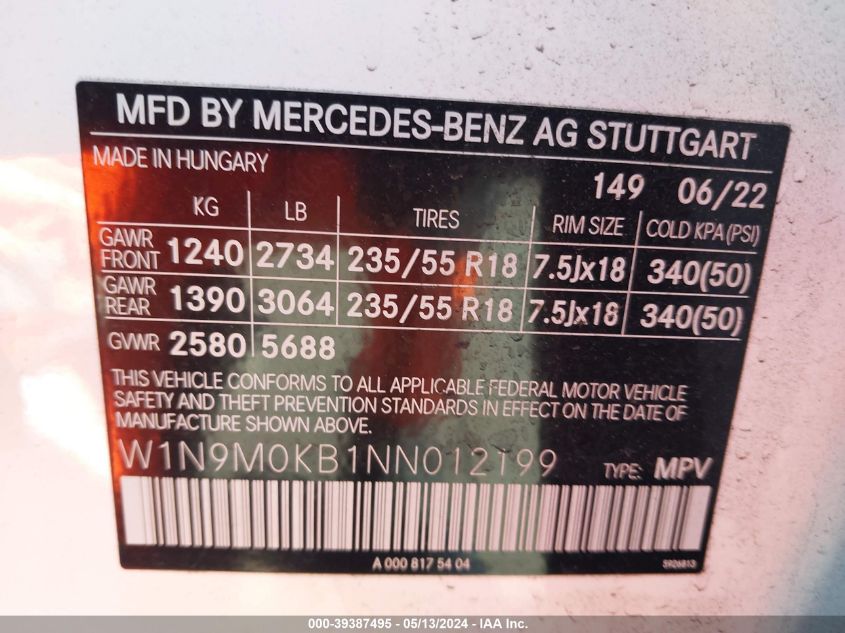 MFD BY MERCEDES-BENZ AG STUTTGART
MADE IN HUNGARY
149 06/22
KG LB TIRES RIM SIZE COLD KPA (PSI)
GAWR FRONT 1240 2734 235/55 R18 7.5Jx18 340(50)
GAWR REAR 1390 3064 235/55 R18 7.5Jx18 340(50)
GVWR 2580 5688
THIS VEHICLE CONFORMS TO ALL APPLICABLE FEDERAL MOTOR VEHICLE
SAFETY AND THEFT PREVENTION STANDARDS IN EFFECT ON THE DATE OF
MANUFACTURE SHOWN ABOVE.
W1N9M0KB1NN012199 TYPE: MPV
A 000 817 54 04 5926813
000-39387495 - 05/13/2024 - IAA Inc.